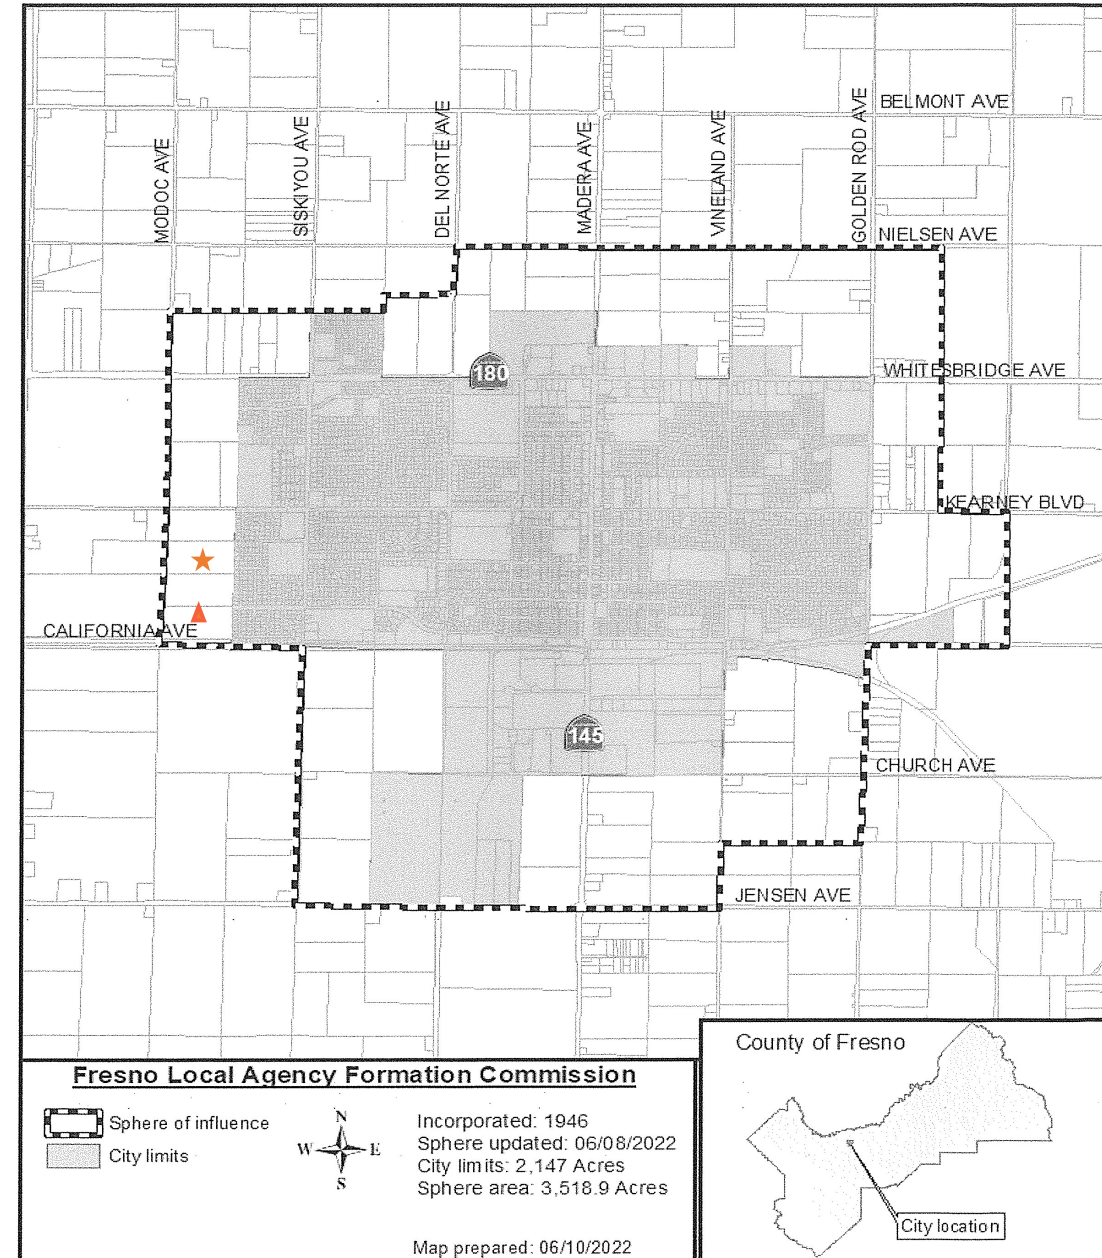 BELMONT AVE
MODOC AVE
SISKIYOU AVE
DEL NORTE AVE
MADERA AVE
VINELAND AVE
GOLDEN ROD AVE
NIELSEN AVE
180
WHITESBRIDGE AVE
KEARNEY BLVD
CALIFORNIA AVE
145
CHURCH AVE
JENSEN AVE
Fresno Local Agency Formation Commission
Sphere of influence
City limits
N
W E
S
Incorporated: 1946
Sphere updated: 06/08/2022
City limits: 2,147 Acres
Sphere area: 3,518.9 Acres
Map prepared: 06/10/2022
County of Fresno
City location